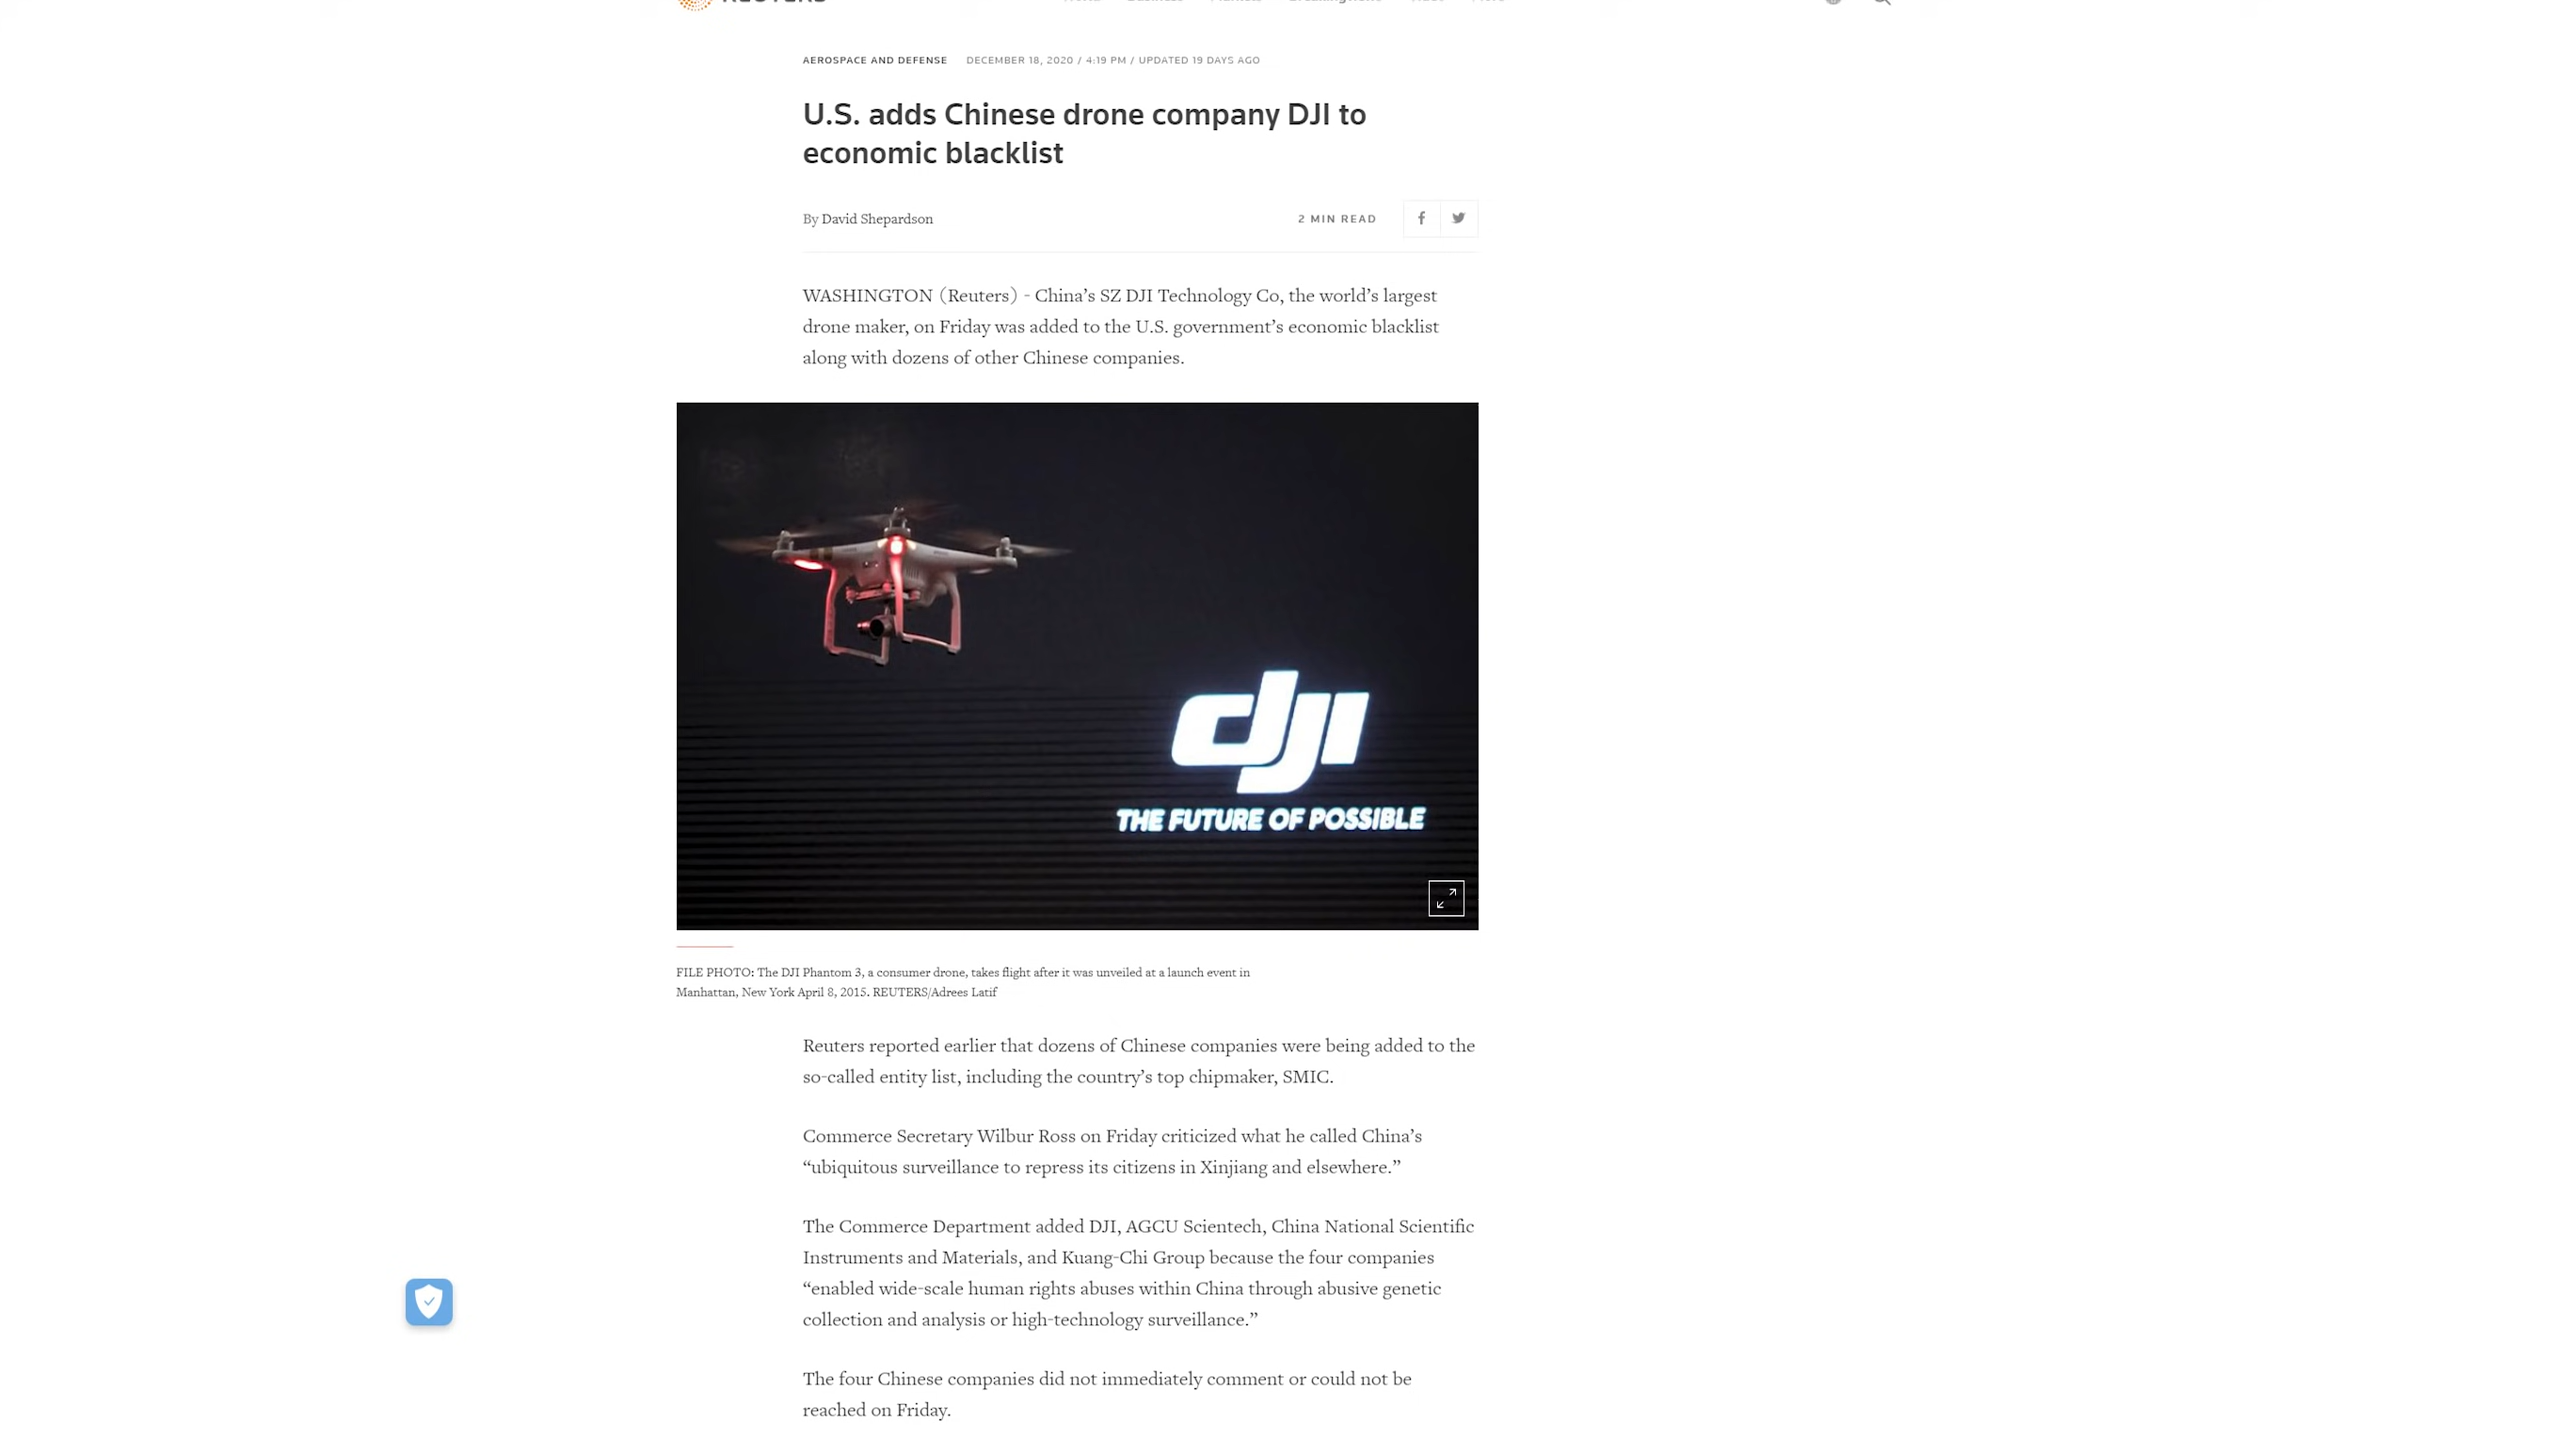 AEROSPACE AND DEFENSE DECEMBER 18, 2020 / 4:19 PM / UPDATED 19 DAYS AGO
U.S. adds Chinese drone company DJI to
economic blacklist
By David Shepardson 2 MIN READ
WASHINGTON (Reuters) - China’s SZ DJI Technology Co, the world’s largest
drone maker, on Friday was added to the U.S. government’s economic blacklist
along with dozens of other Chinese companies.
dji
THE FUTURE OF POSSIBLE
FILE PHOTO: The DJI Phantom 3, a consumer drone, takes flight after it was unveiled at a launch event in
Manhattan, New York April 8, 2015. REUTERS/Adrees Latif
Reuters reported earlier that dozens of Chinese companies were being added to the
so-called entity list, including the country’s top chipmaker, SMIC.
Commerce Secretary Wilbur Ross on Friday criticized what he called China’s
“ubiquitous surveillance to repress its citizens in Xinjiang and elsewhere.”
The Commerce Department added DJI, AGCU Scientech, China National Scientific
Instruments and Materials, and Kuang-Chi Group because the four companies
“enabled wide-scale human rights abuses within China through abusive genetic
collection and analysis or high-technology surveillance.”
The four Chinese companies did not immediately comment or could not be
reached on Friday.